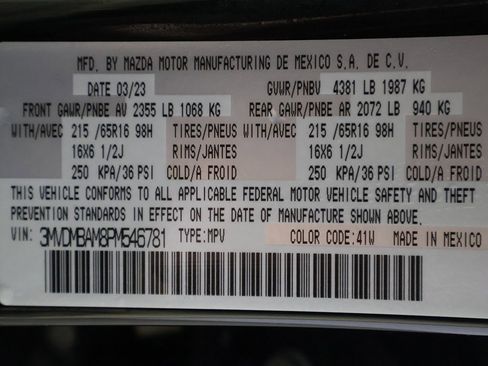 MFD. BY MAZDA MOTOR MANUFACTURING DE MEXICO S.A. DE C.V.
DATE 03/23 GVWR/PNBV 4381 LB 1987 KG
FRONT GAWR/PNBE AV 2355 LB 1068 KG REAR GAWR/PNBE AR 2072 LB 940 KG
WITH/AVEC 215 /65R16 98H TIRES/PNEUS WITH/AVEC 215 /65R16 98H TIRES/PNEUS
16X6 1/2J RIMS/JANTES 16X6 1/2J RIMS/JANTES
250 KPA/36 PSI COLD/A FROID 250 KPA/36 PSI COLD/A FROID
THIS VEHICLE CONFORMS TO ALL APPLICABLE FEDERAL MOTOR VEHICLE SAFETY AND THEFT
PREVENTION STANDARDS IN EFFECT ON THE DATE OF MANUFACTURE SHOWN ABOVE.
VIN: 3MVDMBAM8PM546781 TYPE:MPV COLOR CODE:41W MADE IN MEXICO